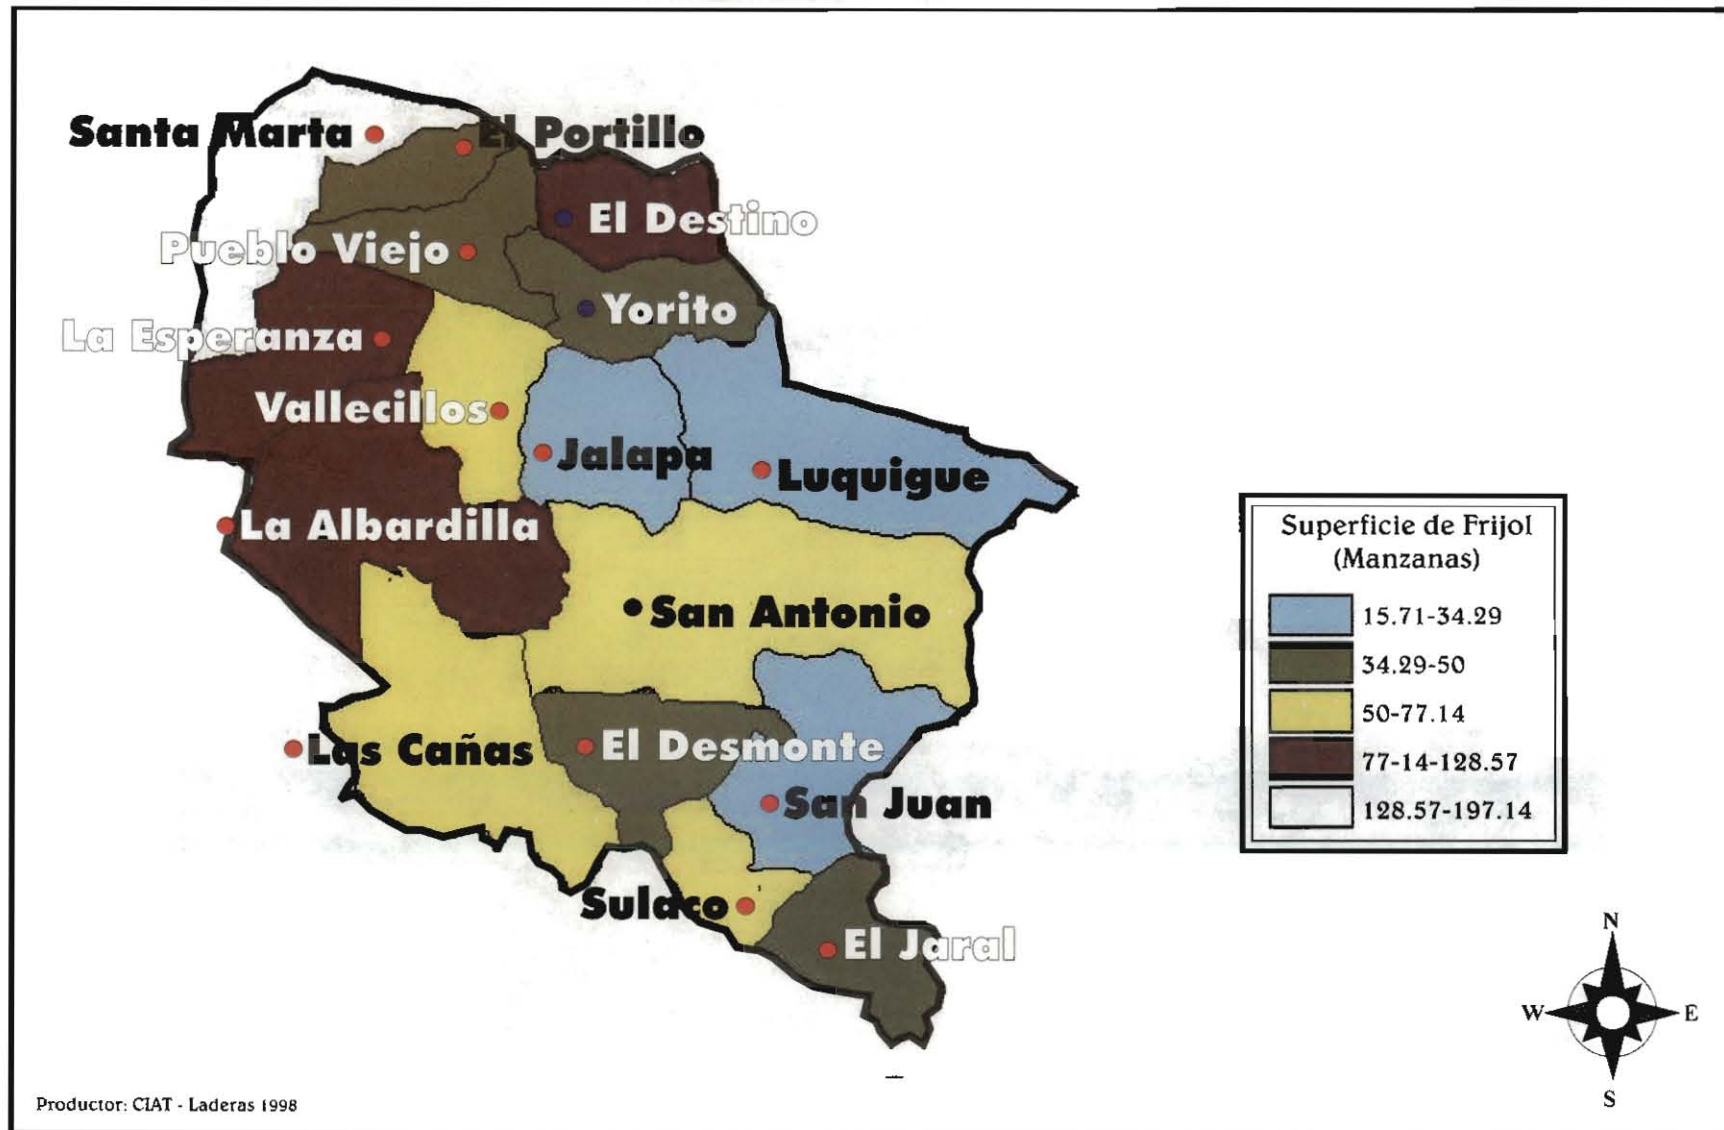 Santa Marta
El Portillo
El Destino
Pueblo Viejo
Yorito
La Esperanza
Vallecillos
Jalapa
Luquigue
La Albardilla
San Antonio
Las Cañas
El Desmonte
San Juan
Sulaco
El Jaral
Superficie de Frijol
(Manzanas)
15.71-34.29
34.29-50
50-77.14
77-14-128.57
128.57-197.14
N
W
E
S
Productor: CIAT - Laderas 1998